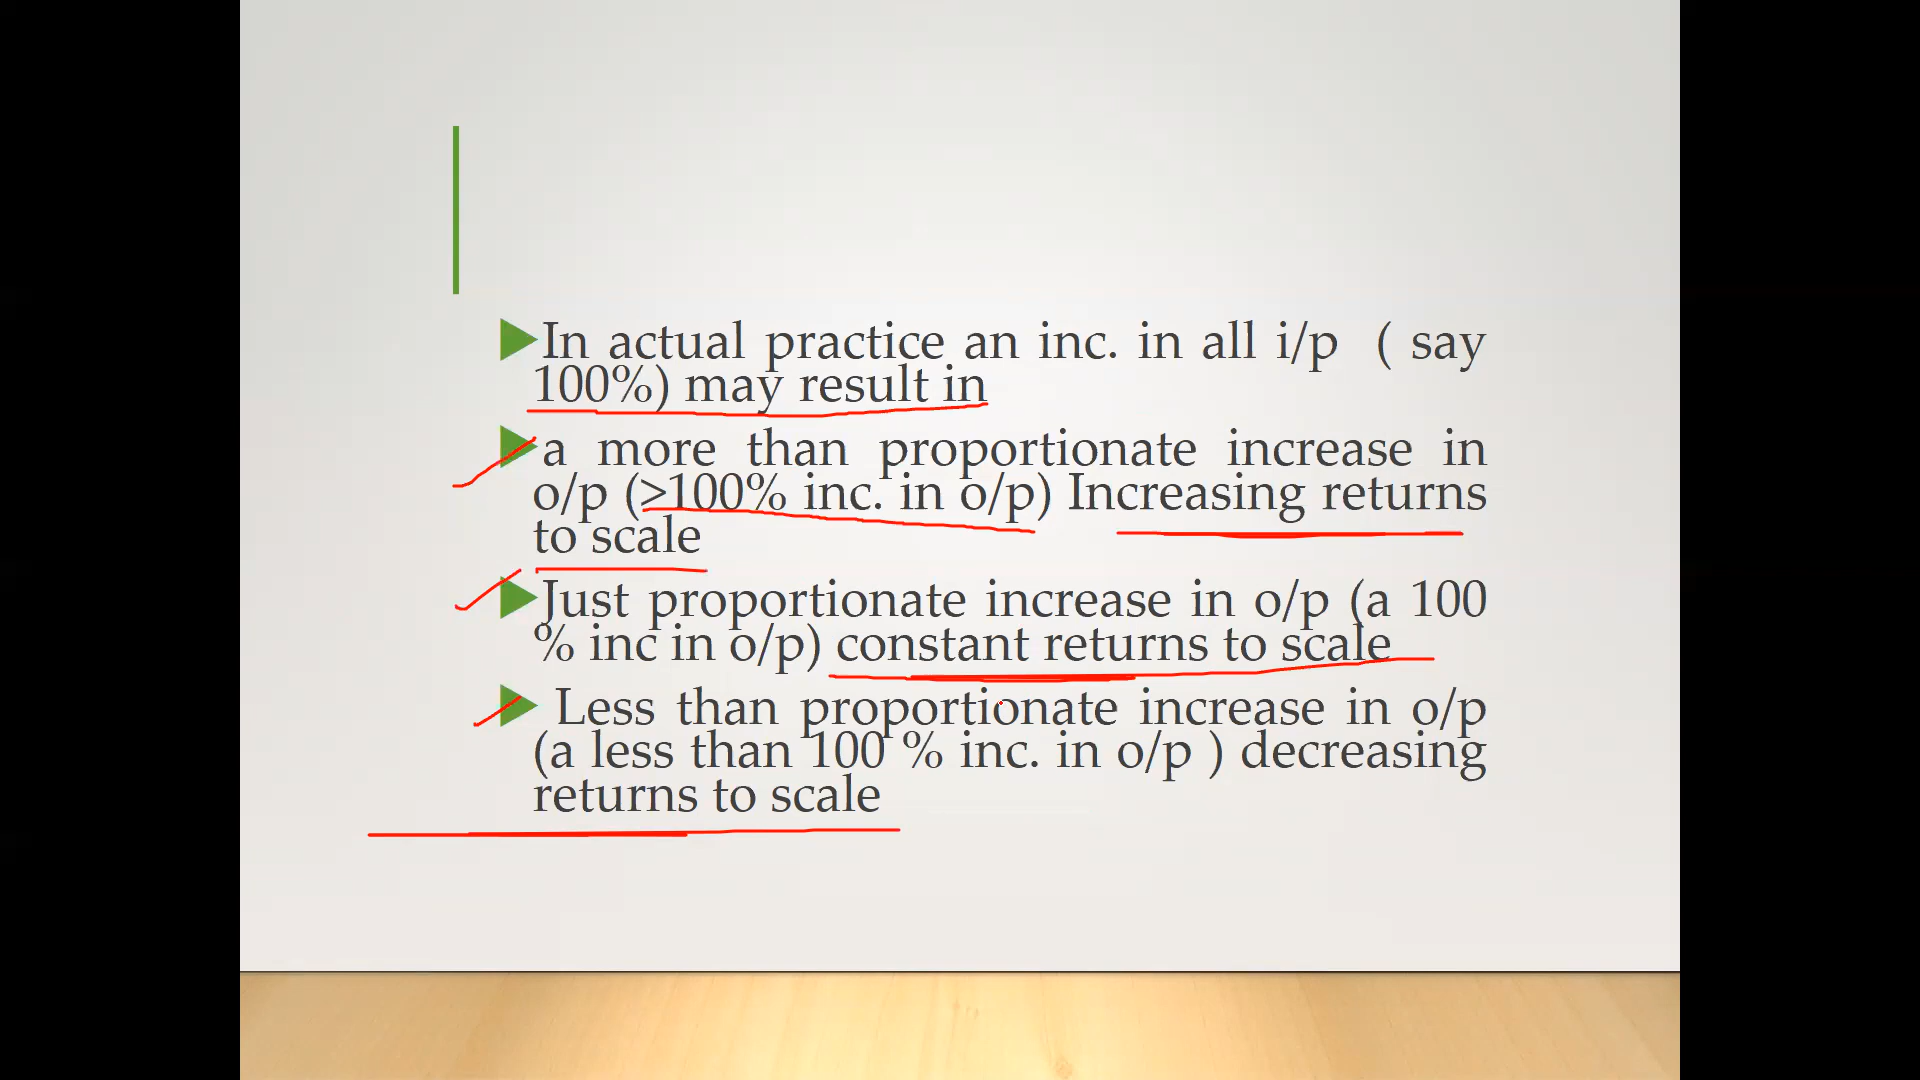 In actual practice an inc. in all i/p ( say
100%) may result in
a more than proportionate increase in
o/p (>100% inc. in o/p) Increasing returns
to scale
Just proportionate increase in o/p (a 100
% inc in o/p) constant returns to scale
Less than proportionate increase in o/p
(a less than 100 % inc. in o/p ) decreasing
returns to scale